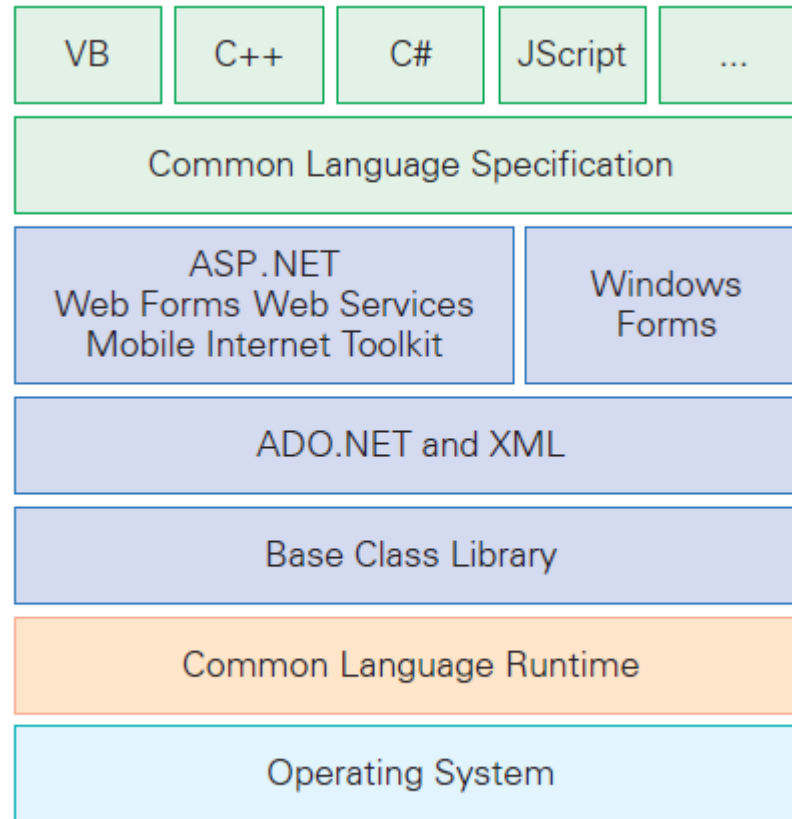 VB
C++
C#
JScript
...
Common Language Specification
ASP.NET
Web Forms Web Services
Mobile Internet Toolkit
Windows
Forms
ADO.NET and XML
Base Class Library
Common Language Runtime
Operating System